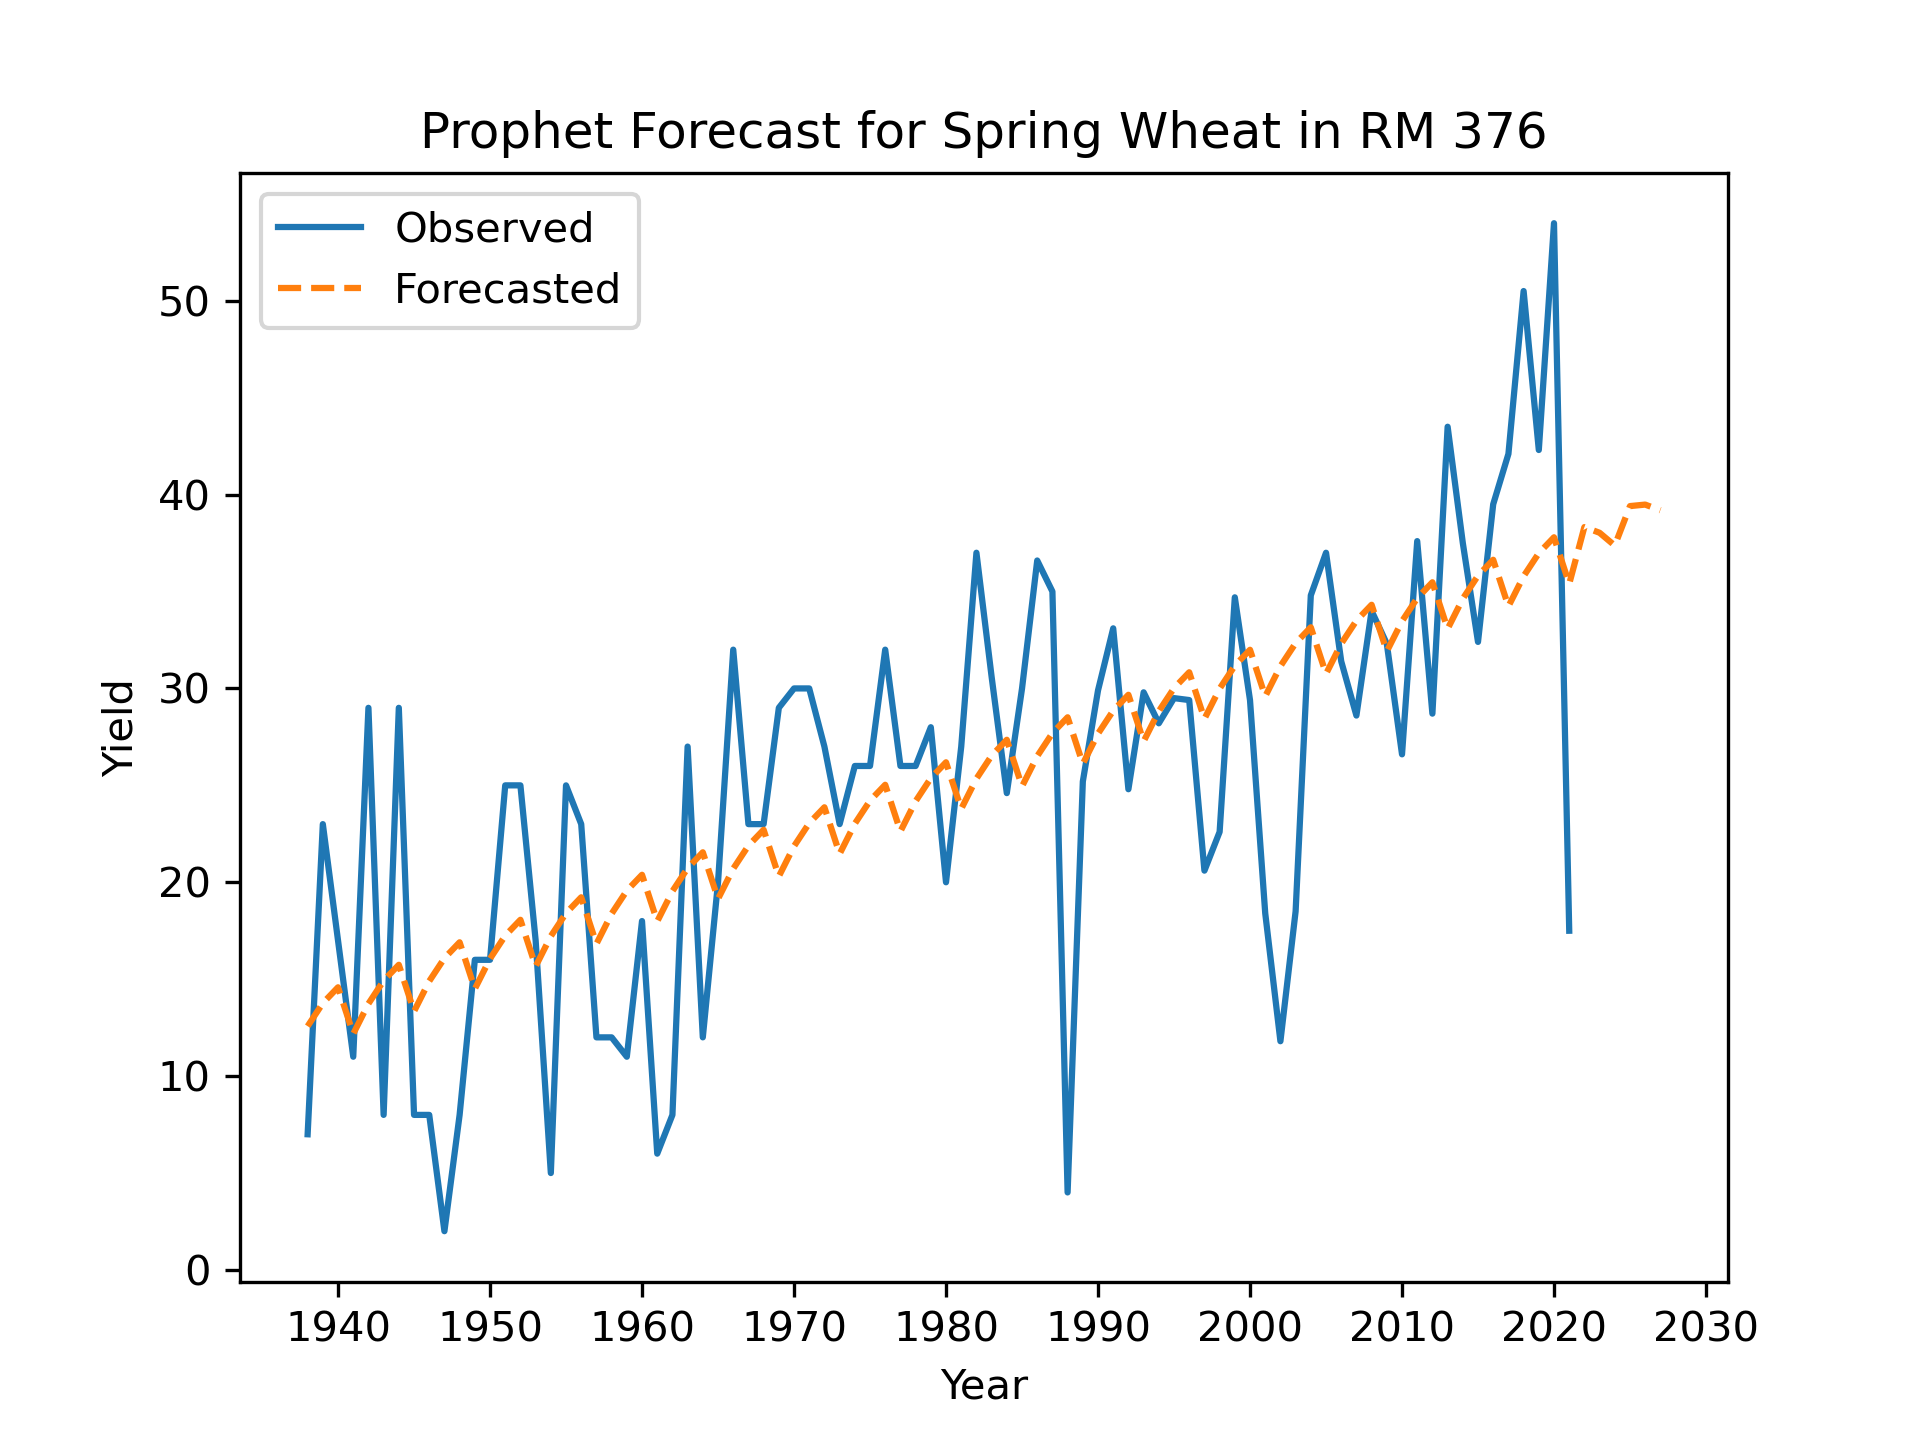 Prophet Forecast for Spring Wheat in RM 376
Observed
Forecasted
50
40
30
20
10
0
Yield
1940 1950 1960 1970 1980 1990 2000 2010 2020 2030
Year